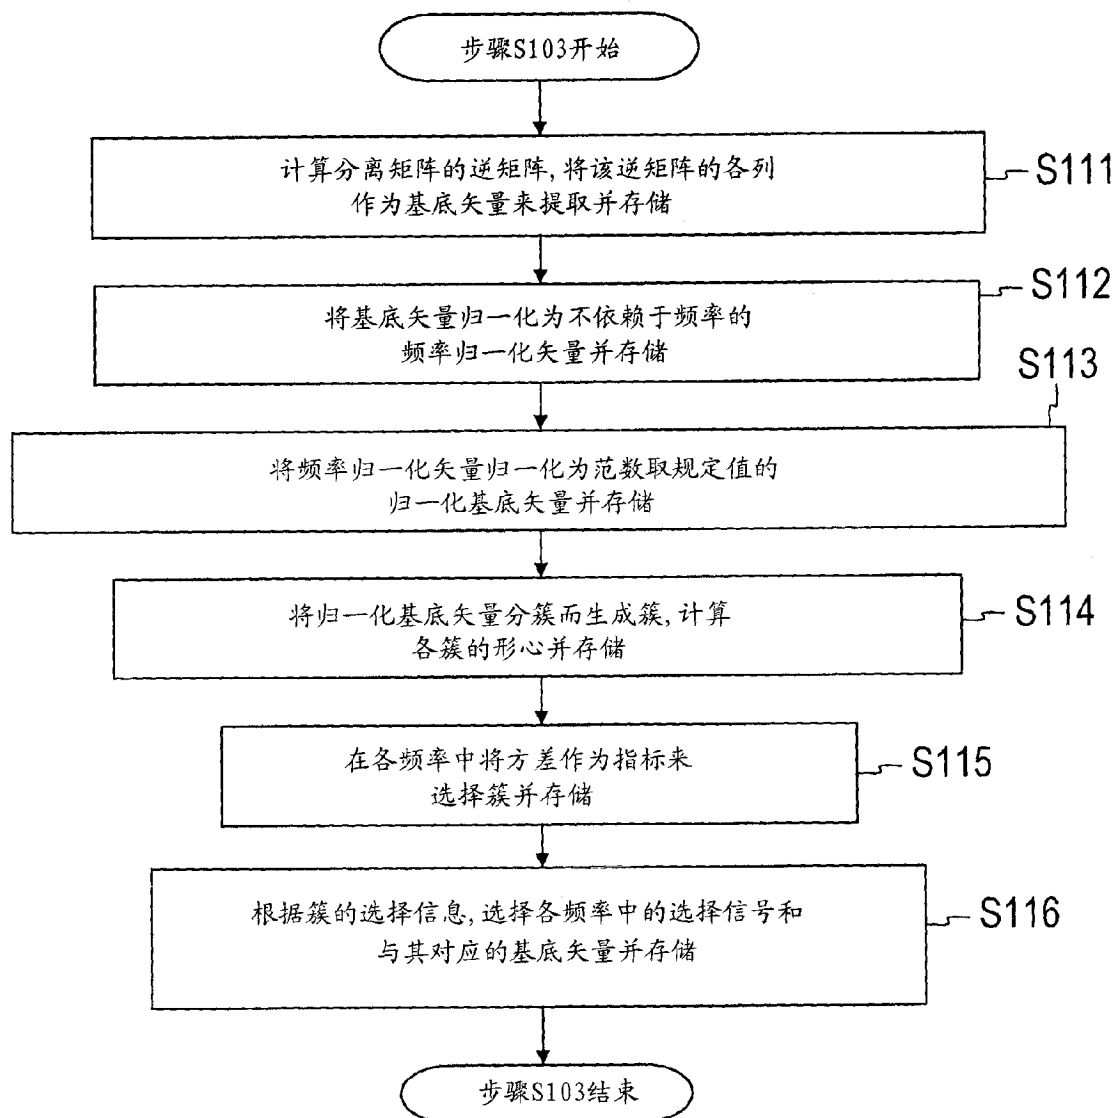 步骤S103开始
计算分离矩阵的逆矩阵,将该逆矩阵的各列
作为基底矢量来提取并存储
S111
将基底矢量归一化为不依赖于频率的
频率归一化矢量并存储
S112
将频率归一化矢量归一化为范数取规定值的
归一化基底矢量并存储
S113
将归一化基底矢量分簇而生成簇,计算
各簇的形心并存储
S114
在各频率中将方差作为指标来
选择簇并存储
S115
根据簇的选择信息,选择各频率中的选择信号和
与其对应的基底矢量并存储
S116
步骤S103结束